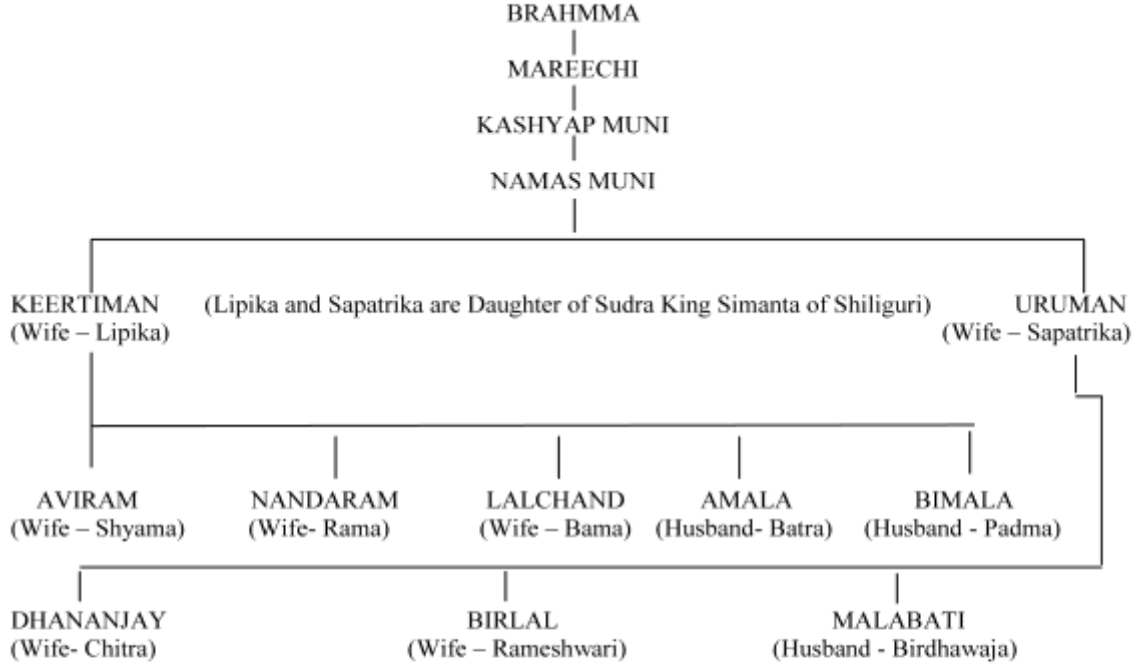 BRAHMMA
MAREECHI
KASHYAP MUNI
NAMAS MUNI
KEERTIMAN (Lipika and Sapatrika are Daughter of Sudra King Simanta of Shiliguri) URUMAN
(Wife – Lipika) (Wife – Sapatrika)
AVIRAM NANDARAM LALCHAND AMALA BIMALA
(Wife – Shyama) (Wife- Rama) (Wife – Bama) (Husband- Batra) (Husband - Padma)
DHANANJAY BIRLAL MALABATI
(Wife- Chitra) (Wife – Rameshwari) (Husband - Birdhawaja)